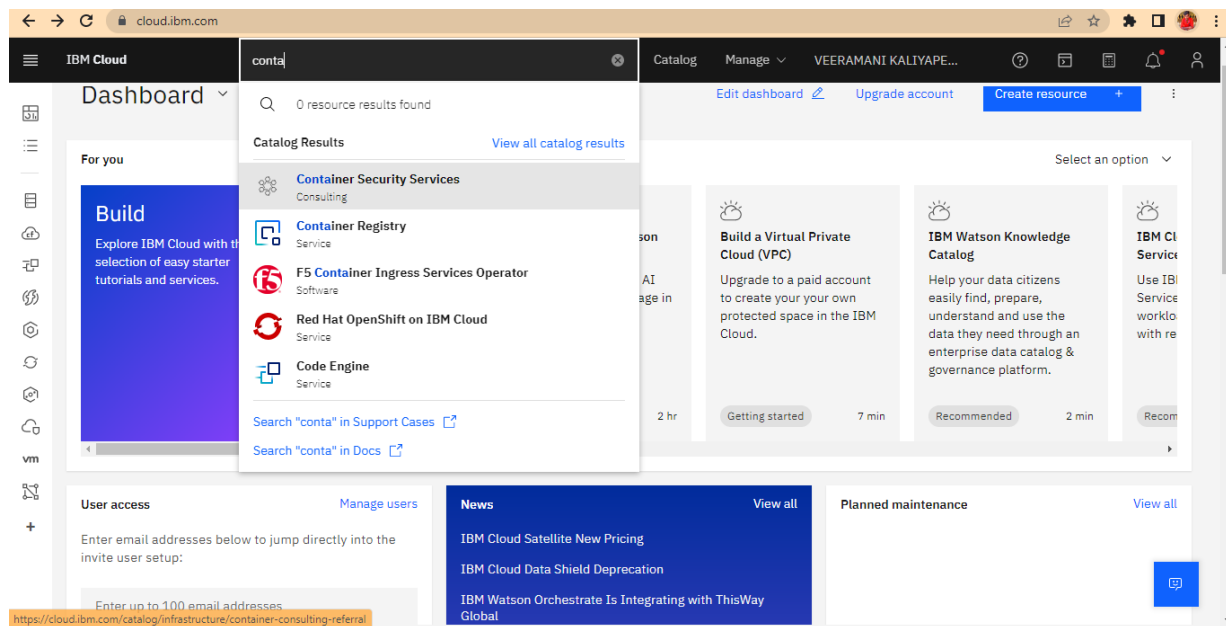 cloud.ibm.com
IBM Cloud
conta
Catalog
Manage
VEERAMANI KALIYAPE...
Dashboard
Edit dashboard
Upgrade account
Create resource +
0 resource results found
Catalog Results
View all catalog results
Container Security Services
Consulting
Container Registry
Service
F5 Container Ingress Services Operator
Software
Red Hat OpenShift on IBM Cloud
Service
Code Engine
Service
Search "conta" in Support Cases
Search "conta" in Docs
For you
Select an option
Build
Explore IBM Cloud with th
selection of easy starter
tutorials and services.
son
AI
age in
2 hr
Build a Virtual Private
Cloud (VPC)
Upgrade to a paid account
to create your your own
protected space in the IBM
Cloud.
Getting started
7 min
IBM Watson Knowledge
Catalog
Help your data citizens
easily find, prepare,
understand and use the
data they need through an
enterprise data catalog &
governance platform.
Recommended
2 min
IBM Cl
Service
Use IBI
Service
worklo
with re
Recom
vm
User access
Manage users
Enter email addresses below to jump directly into the
invite user setup:
Enter up to 100 email addresses
News
View all
IBM Cloud Satellite New Pricing
IBM Cloud Data Shield Deprecation
IBM Watson Orchestrate Is Integrating with ThisWay
Global
Planned maintenance
View all
https://cloud.ibm.com/catalog/infrastructure/container-consulting-referral